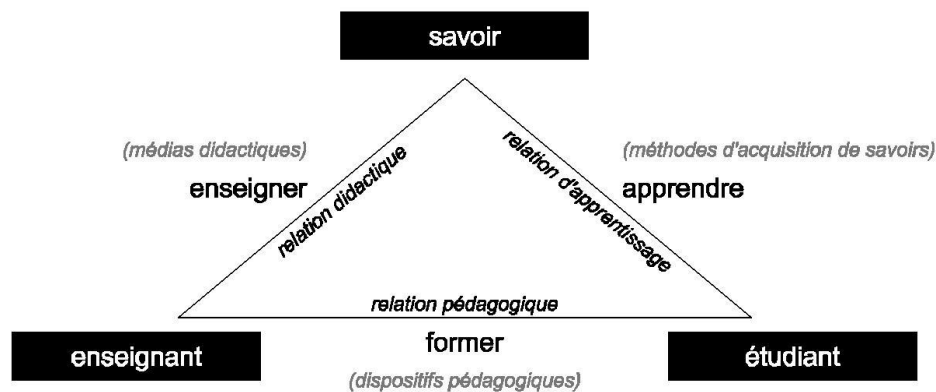 savoir
(médias didactiques)
enseigner
relation didactique
relation d'apprentissage
(méthodes d'acquisition de savoirs)
apprendre
relation pédagogique
enseignant
former
étudiant
(dispositifs pédagogiques)